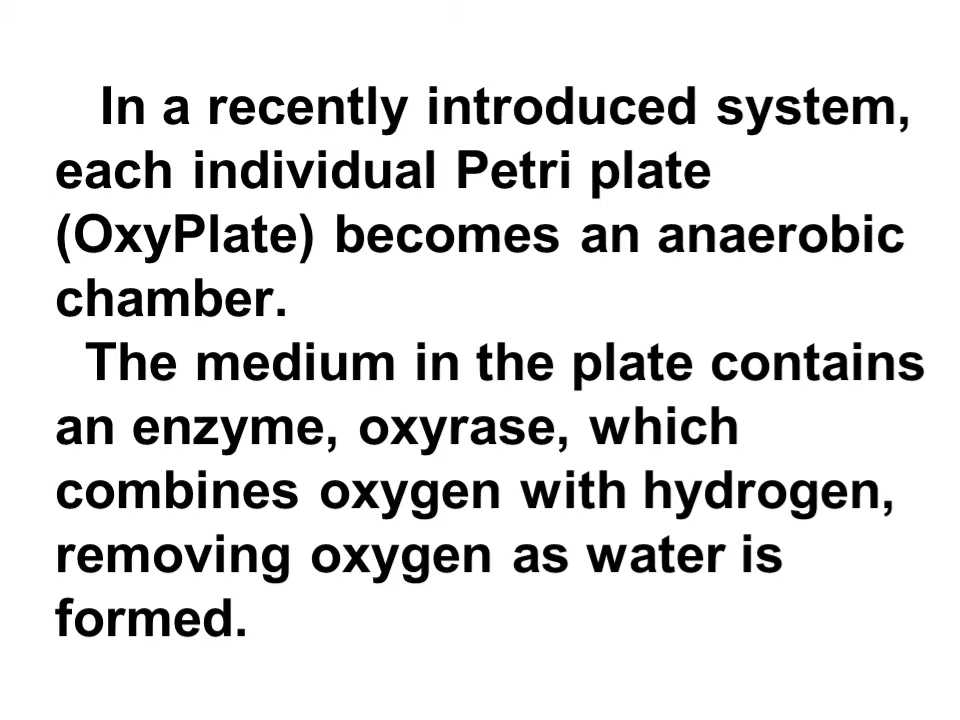 In a recently introduced system,
each individual Petri plate
(OxyPlate) becomes an anaerobic
chamber.
The medium in the plate contains
an enzyme, oxyrase, which
combines oxygen with hydrogen,
removing oxygen as water is
formed.